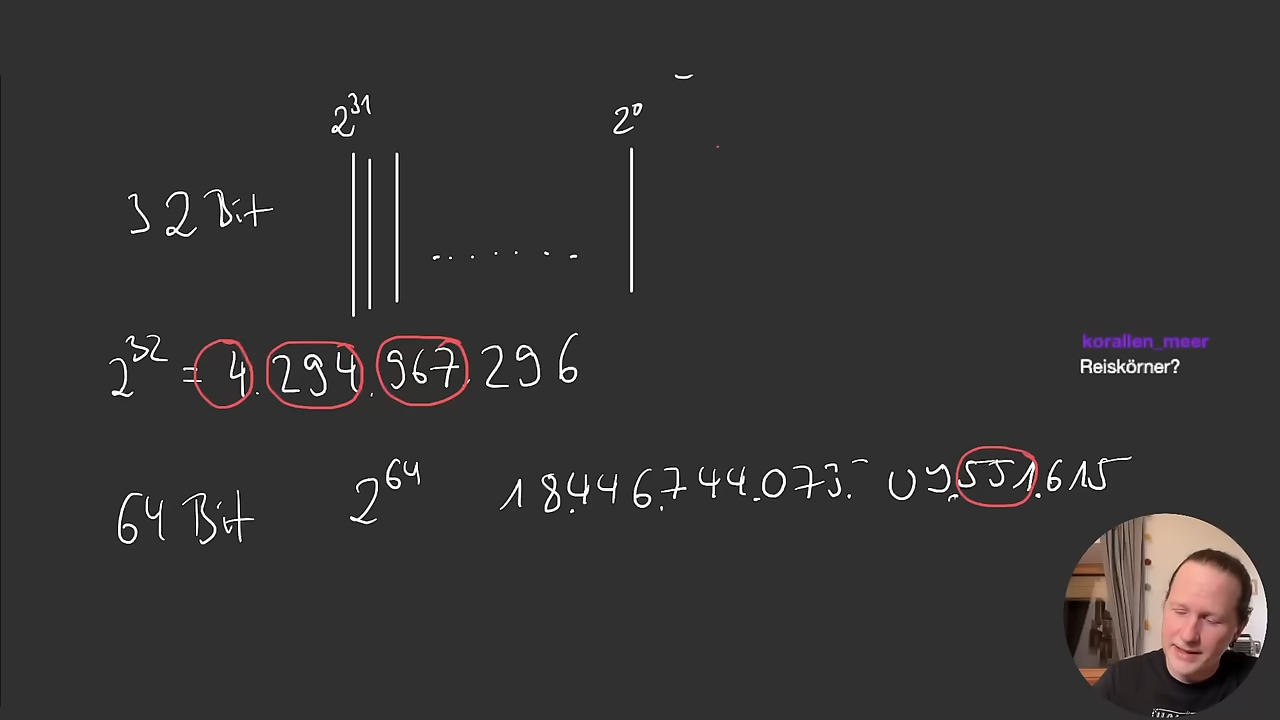 2^31 2^0
32 Bit
2^32 = 4.294.967.296
korallen_meer
Reiskörner?
64 Bit 2^64 18.446.744.073. 09.551.615